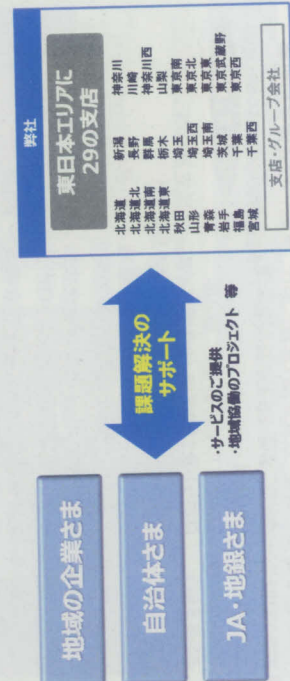 地域の企業さま
自治体さま
JA・地銀さま
課題解決の
サポート
・サービスのご提供
・地域協働のプロジェクト 等
弊社
東日本エリアに
29の支店
北海道 新潟 神奈川
北海道北 長野 川崎
北海道南 群馬 神奈川西
北海道東 栃木 山梨
秋田 埼玉 東京南
山形 埼玉西 東京北
青森 埼玉南 東京東
岩手 茨城 東京武蔵野
福島 千葉 東京西
宮城 千葉西
支店・グループ会社